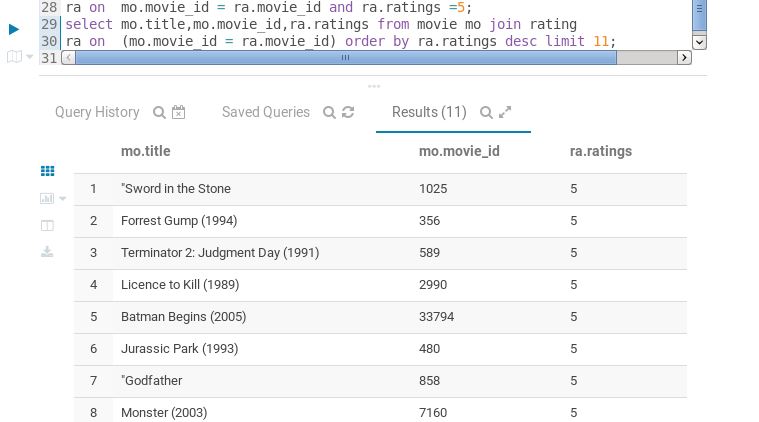 28 ra on  mo.movie_id = ra.movie_id and ra.ratings =5;
29 select mo.title,mo.movie_id,ra.ratings from movie mo join rating
30 ra on  (mo.movie_id = ra.movie_id) order by ra.ratings desc limit 11;
31
Query History Saved Queries Results (11)
mo.title mo.movie_id ra.ratings
1 "Sword in the Stone 1025 5
2 Forrest Gump (1994) 356 5
3 Terminator 2: Judgment Day (1991) 589 5
4 Licence to Kill (1989) 2990 5
5 Batman Begins (2005) 33794 5
6 Jurassic Park (1993) 480 5
7 "Godfather 858 5
8 Monster (2003) 7160 5